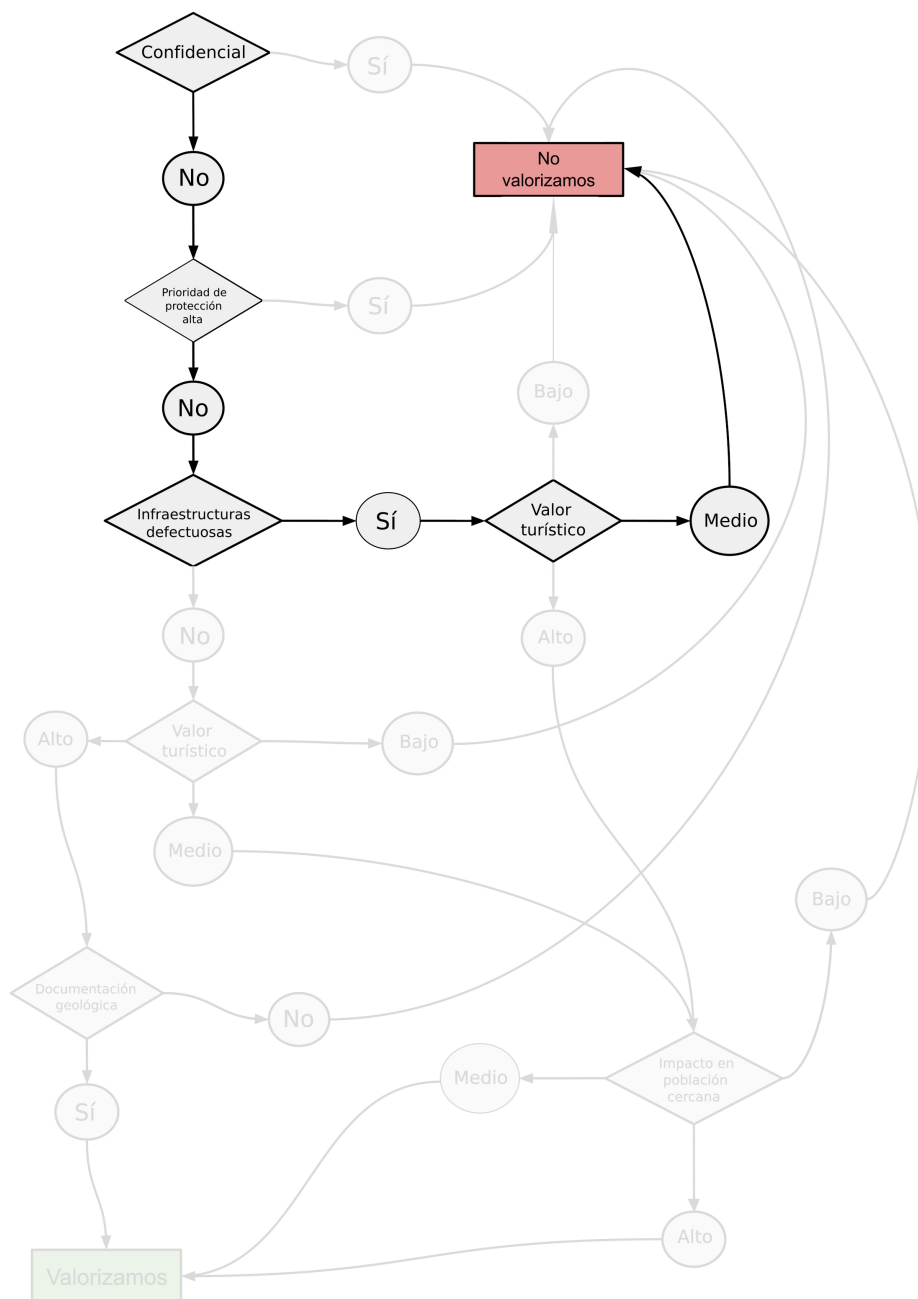 Confidencial
Sí
No
valorizamos
No
Prioridad de
protección
alta
Sí
Bajo
No
Infraestructuras
defectuosas
Sí
Valor
turístico
Medio
No
Alto
Alto
Valor
turístico
Bajo
Medio
Bajo
Documentación
geológica
No
Medio
Impacto en
población
cercana
Sí
Alto
Valorizamos